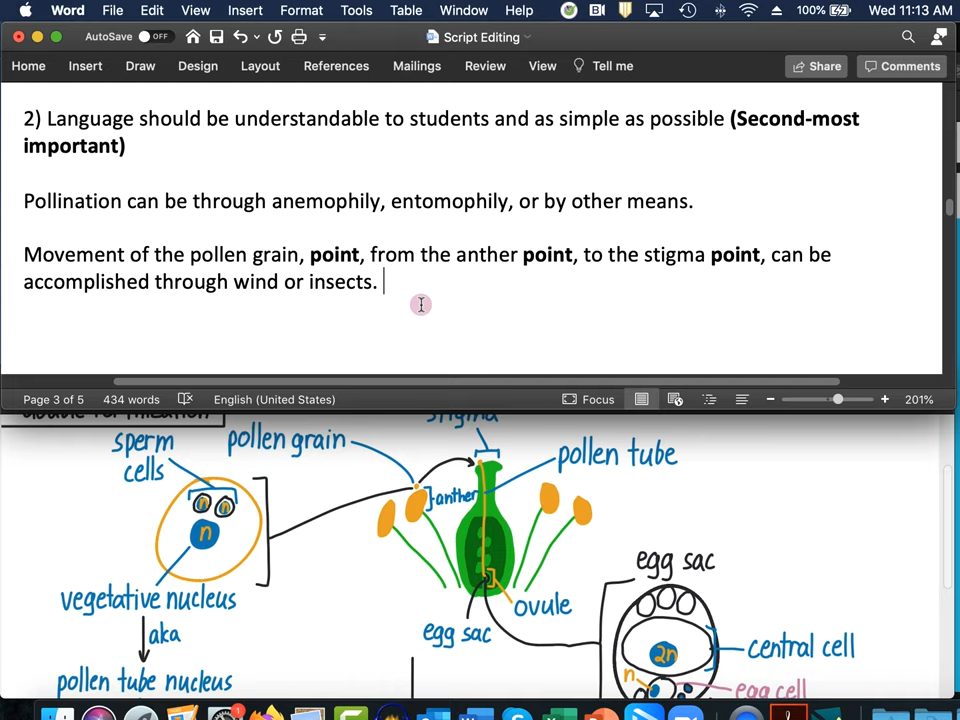 Word File Edit View Insert Format Tools Table Window Help 100% Wed 11:13 AM
AutoSave OFF Script Editing
Home Insert Draw Design Layout References Mailings Review View Tell me Share Comments
2) Language should be understandable to students and as simple as possible (Second-most
important)
Pollination can be through anemophily, entomophily, or by other means.
Movement of the pollen grain, point, from the anther point, to the stigma point, can be
accomplished through wind or insects.
Page 3 of 5 434 words English (United States) Focus 201%
stigma
sperm
cells
pollen grain
pollen tube
anther
n
egg sac
vegetative nucleus
ovule
aka
egg sac
2n
central cell
pollen tube nucleus
n
egg cell